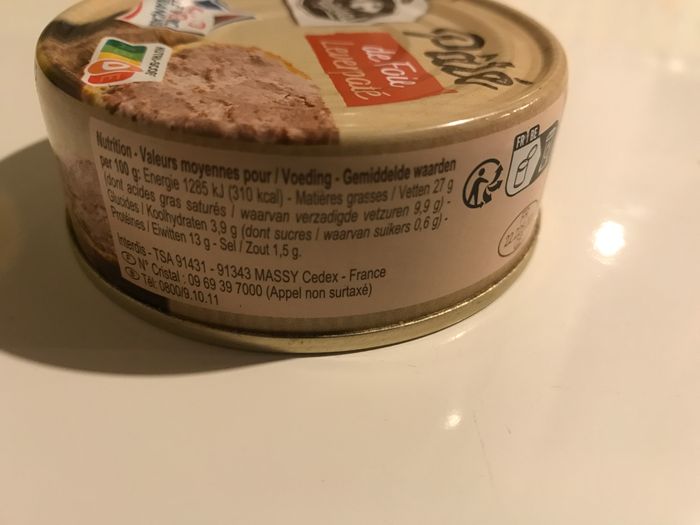 Pâté
de Foie
Leverpaté
NUTRI-SCORE
Nutrition - Valeurs moyennes pour / Voeding - Gemiddelde waarden
per 100 g: Energie 1285 kJ (310 kcal) - Matières grasses / Vetten 27 g
(dont acides gras saturés / waarvan verzadigde vetzuren 9,9 g) -
Glucides / Koolhydraten 3,9 g (dont sucres / waarvan suikers 0,6 g) -
Protéines / Eiwitten 13 g - Sel / Zout 1,5 g.
Interdis - TSA 91431 - 91343 MASSY Cedex - France
N° Cristal : 09 69 39 7000 (Appel non surtaxé)
Tél: 0800/9.10.11
FR
BE